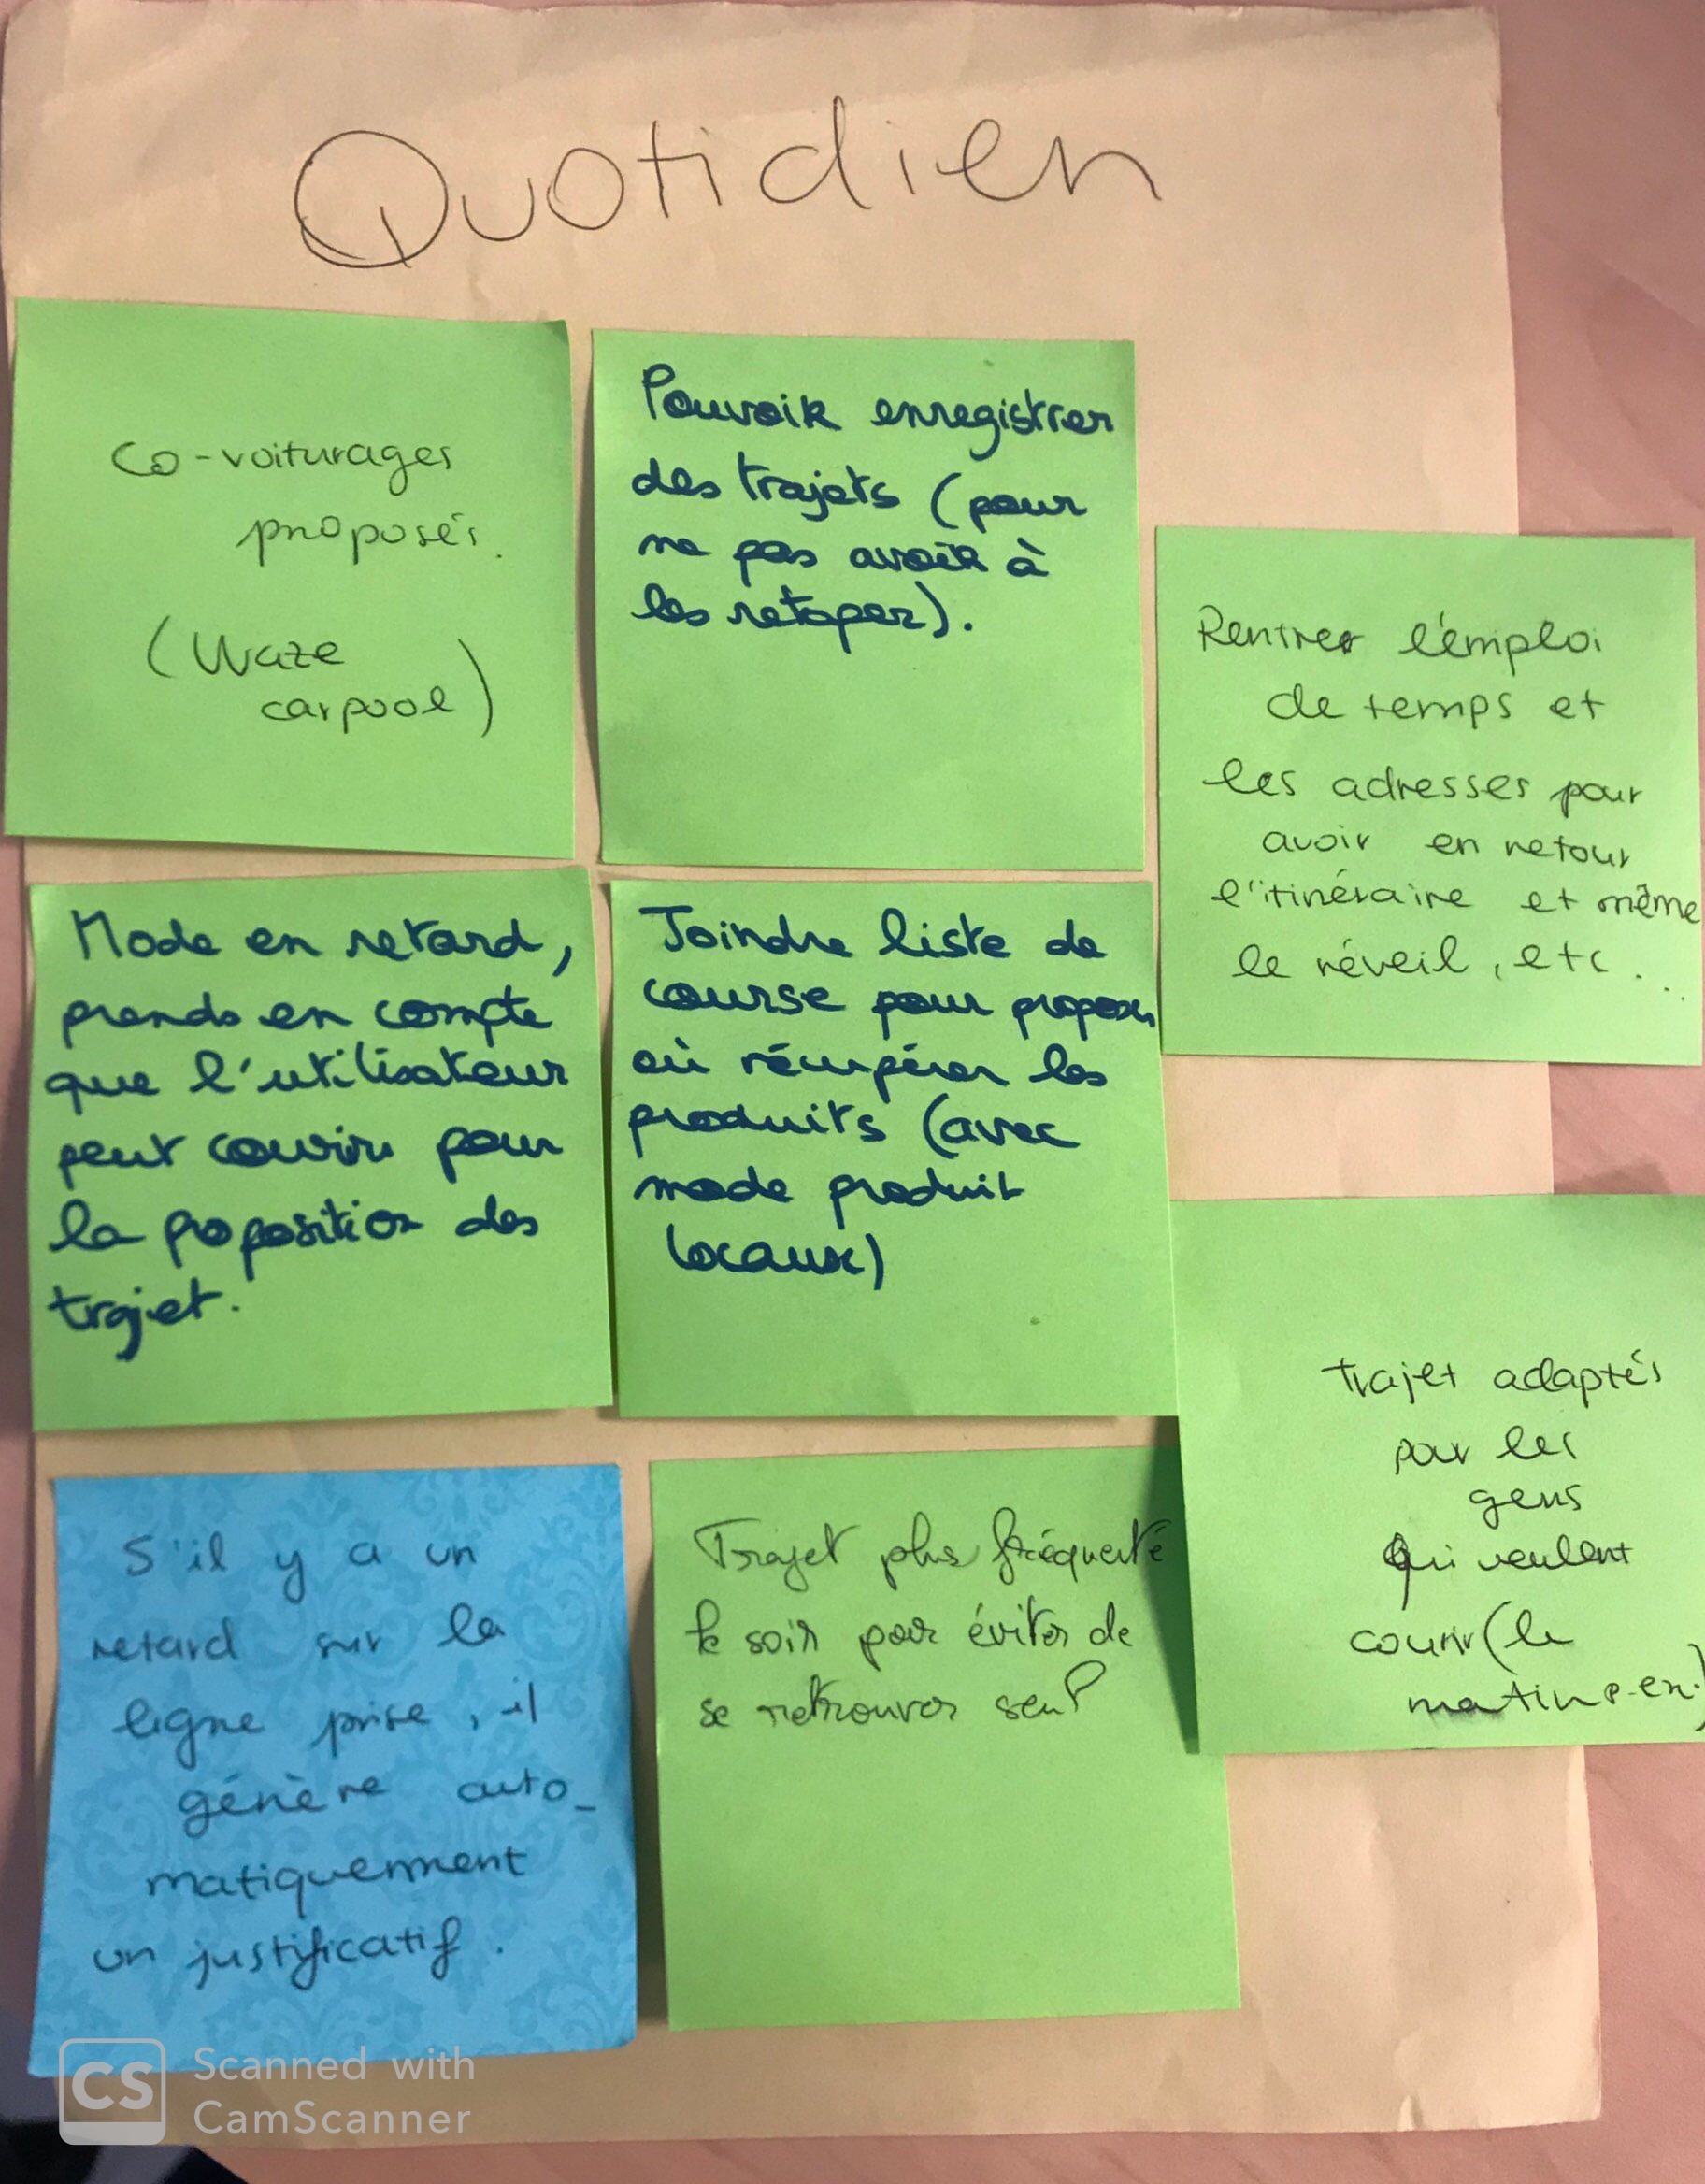 Quotidien
Co-voiturages
proposés.
(Waze
carpool)
Pouvoir enregistrer
des trajets (pour
ne pas avoir à
les retaper).
Rentrer l'emploi
de temps et
les adresses pour
avoir en retour
l'itinéraire et même
le réveil, etc...
Mode en retard,
prends en compte
que l'utilisateur
peut courir pour
la proposition des
trajet.
Joindre liste de
course pour proposer
où récupérer les
produits (avec
mode produit
locaux)
Trajet adaptés
pour les
gens
Qui veulent
courir (le
matin p.ex.)
S'il y a un
retard sur la
ligne prise, il
génère auto-
matiquement
un justificatif.
Trajet plus fréquenté
le soir pour éviter de
se retrouver seul
CS Scanned with
CamScanner